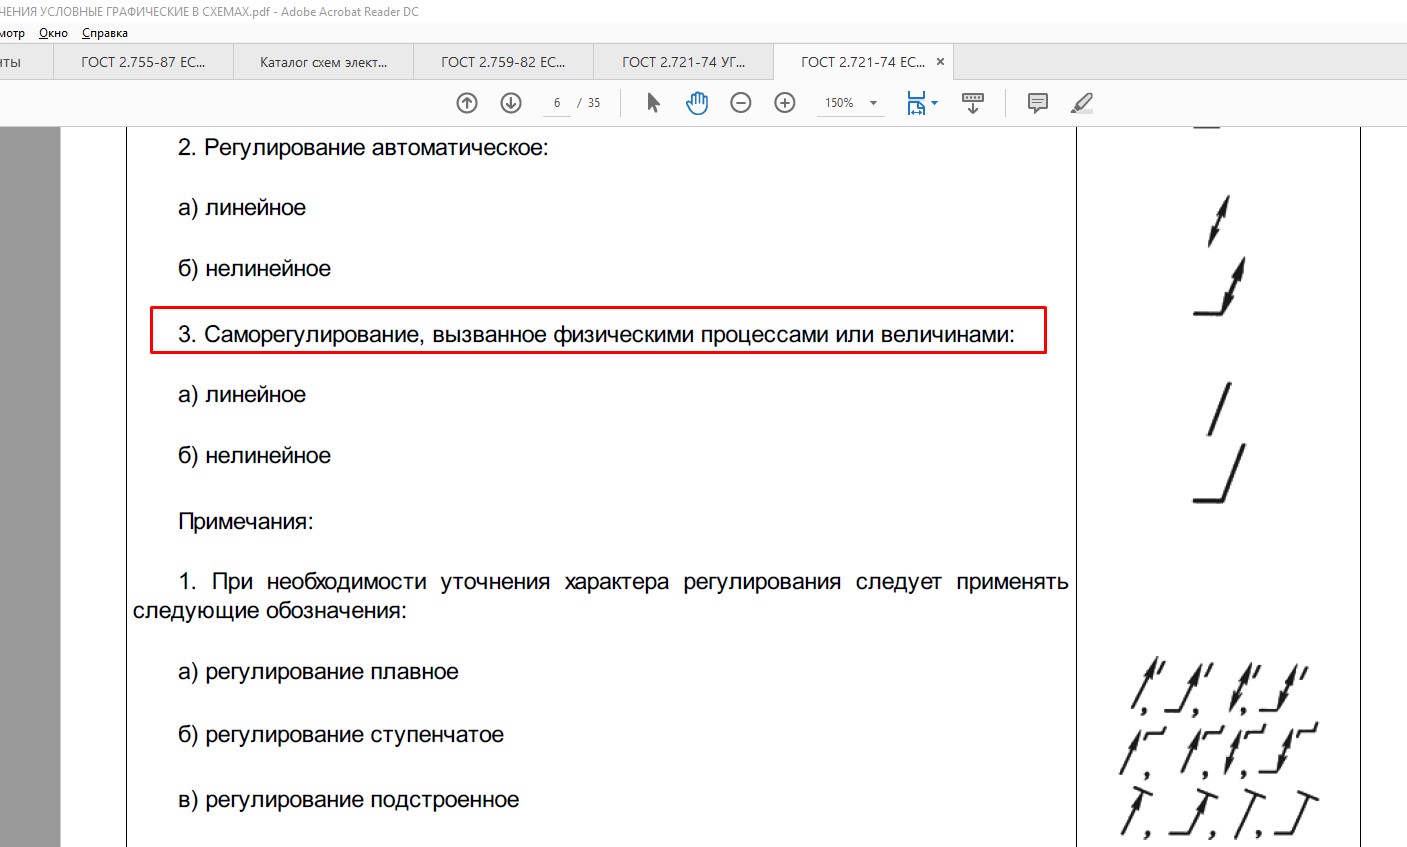 ЧЕНИЯ УСЛОВНЫЕ ГРАФИЧЕСКИЕ В СХЕМАХ.pdf - Adobe Acrobat Reader DC
мотр Окно Справка
нты ГОСТ 2.755-87 ЕС... Каталог схем элект... ГОСТ 2.759-82 ЕС... ГОСТ 2.721-74 УГ... ГОСТ 2.721-74 ЕС... ×
6 / 35 150%
2. Регулирование автоматическое:
а) линейное
б) нелинейное
3. Саморегулирование, вызванное физическими процессами или величинами:
а) линейное
б) нелинейное
Примечания:
1. При необходимости уточнения характера регулирования следует применять
следующие обозначения:
а) регулирование плавное
б) регулирование ступенчатое
в) регулирование подстроенное